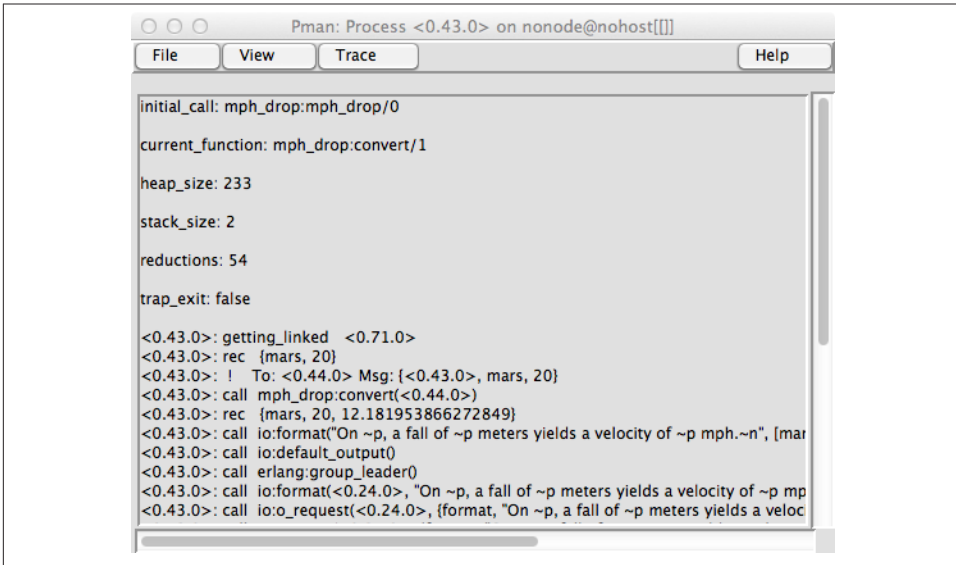 Pman: Process <0.43.0> on nonode@nohost[[]]
File View Trace Help
initial_call: mph_drop:mph_drop/0
current_function: mph_drop:convert/1
heap_size: 233
stack_size: 2
reductions: 54
trap_exit: false
<0.43.0>: getting_linked <0.71.0>
<0.43.0>: rec {mars, 20}
<0.43.0>: ! To: <0.44.0> Msg: {<0.43.0>, mars, 20}
<0.43.0>: call mph_drop:convert(<0.44.0>)
<0.43.0>: rec {mars, 20, 12.181953866272849}
<0.43.0>: call io:format("On ~p, a fall of ~p meters yields a velocity of ~p mph.~n", [mar
<0.43.0>: call io:default_output()
<0.43.0>: call erlang:group_leader()
<0.43.0>: call io:format(<0.24.0>, "On ~p, a fall of ~p meters yields a velocity of ~p mp
<0.43.0>: call io:o_request(<0.24.0>, {format, "On ~p, a fall of ~p meters yields a veloc